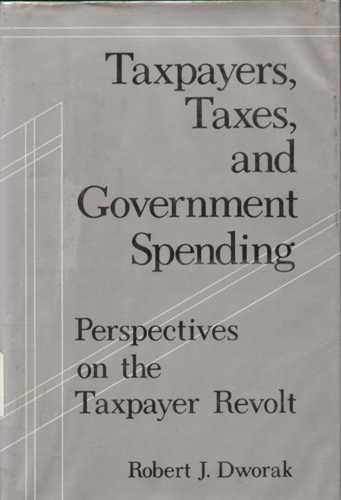 Taxpayers,
Taxes,
and
Government
Spending
Perspectives
on the
Taxpayer Revolt
Robert J. Dworak